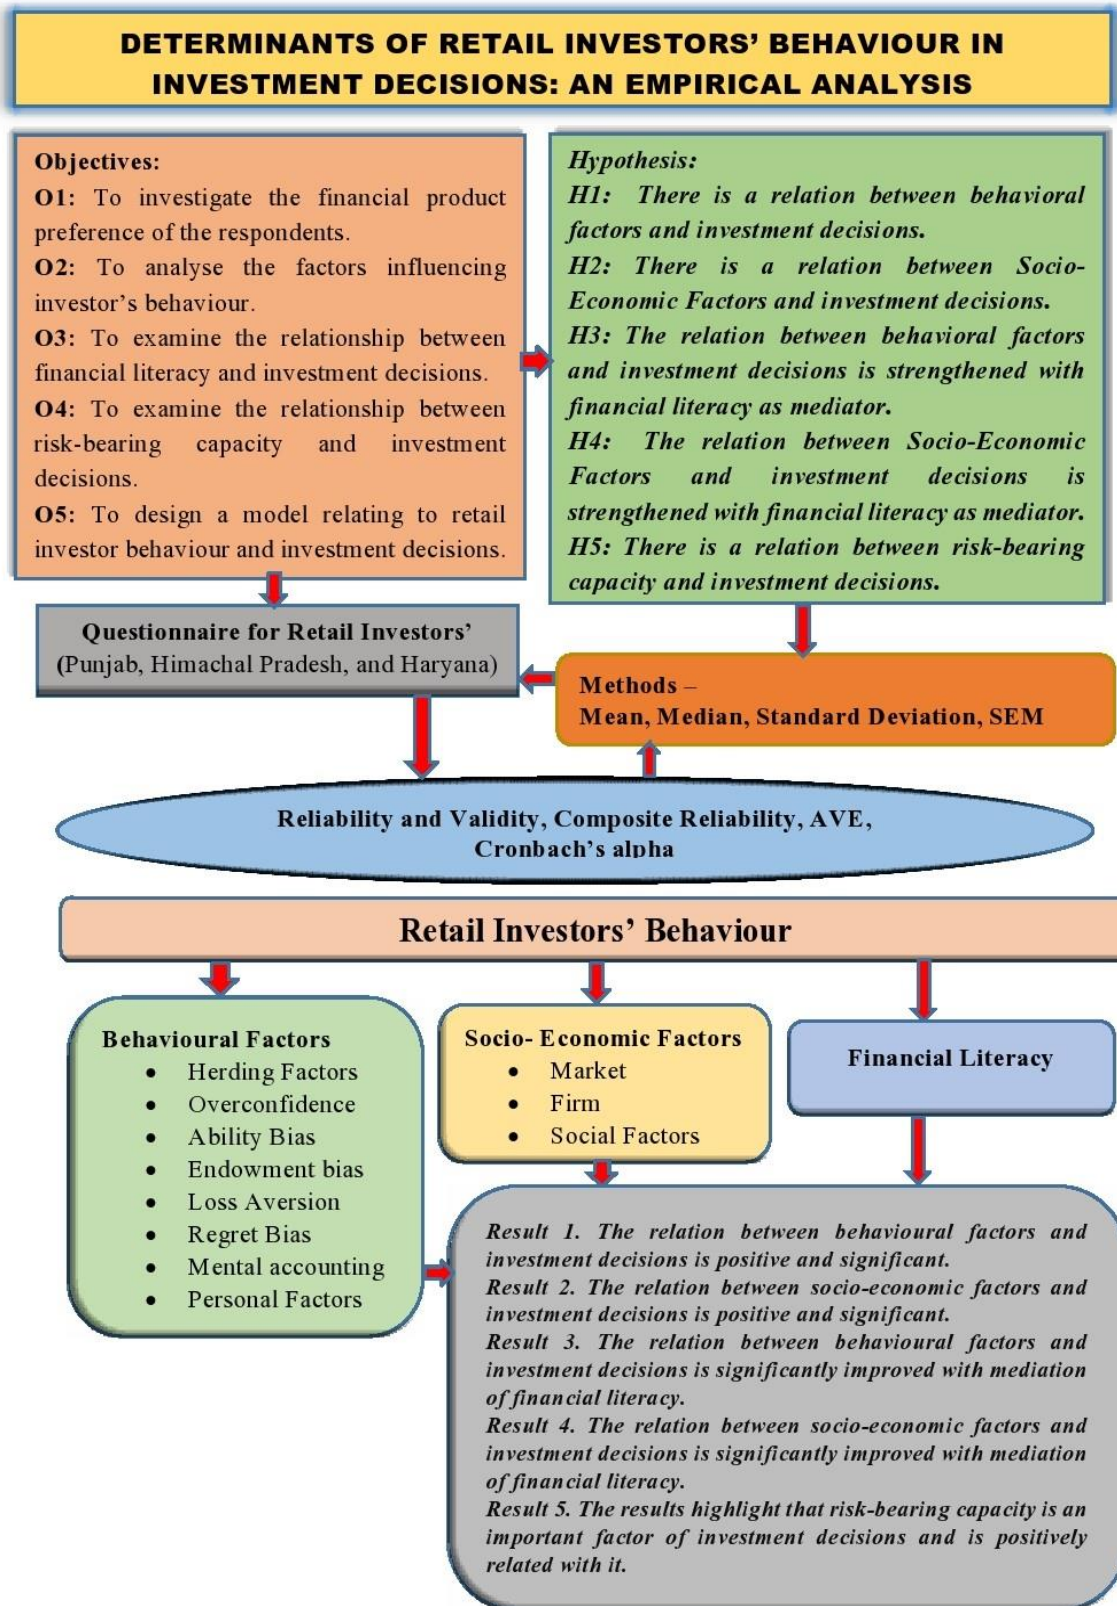 DETERMINANTS OF RETAIL INVESTORS’ BEHAVIOUR IN
INVESTMENT DECISIONS: AN EMPIRICAL ANALYSIS
Objectives:
O1: To investigate the financial product
preference of the respondents.
O2: To analyse the factors influencing
investor’s behaviour.
O3: To examine the relationship between
financial literacy and investment decisions.
O4: To examine the relationship between
risk-bearing capacity and investment
decisions.
O5: To design a model relating to retail
investor behaviour and investment decisions.
Hypothesis:
H1: There is a relation between behavioral
factors and investment decisions.
H2: There is a relation between Socio-
Economic Factors and investment decisions.
H3: The relation between behavioral factors
and investment decisions is strengthened with
financial literacy as mediator.
H4: The relation between Socio-Economic
Factors and investment decisions is
strengthened with financial literacy as mediator.
H5: There is a relation between risk-bearing
capacity and investment decisions.
Questionnaire for Retail Investors’
(Punjab, Himachal Pradesh, and Haryana)
Methods –
Mean, Median, Standard Deviation, SEM
Reliability and Validity, Composite Reliability, AVE,
Cronbach’s alpha
Retail Investors’ Behaviour
Behavioural Factors
• Herding Factors
• Overconfidence
• Ability Bias
• Endowment bias
• Loss Aversion
• Regret Bias
• Mental accounting
• Personal Factors
Socio- Economic Factors
• Market
• Firm
• Social Factors
Financial Literacy
Result 1. The relation between behavioural factors and
investment decisions is positive and significant.
Result 2. The relation between socio-economic factors and
investment decisions is positive and significant.
Result 3. The relation between behavioural factors and
investment decisions is significantly improved with mediation
of financial literacy.
Result 4. The relation between socio-economic factors and
investment decisions is significantly improved with mediation
of financial literacy.
Result 5. The results highlight that risk-bearing capacity is an
important factor of investment decisions and is positively
related with it.